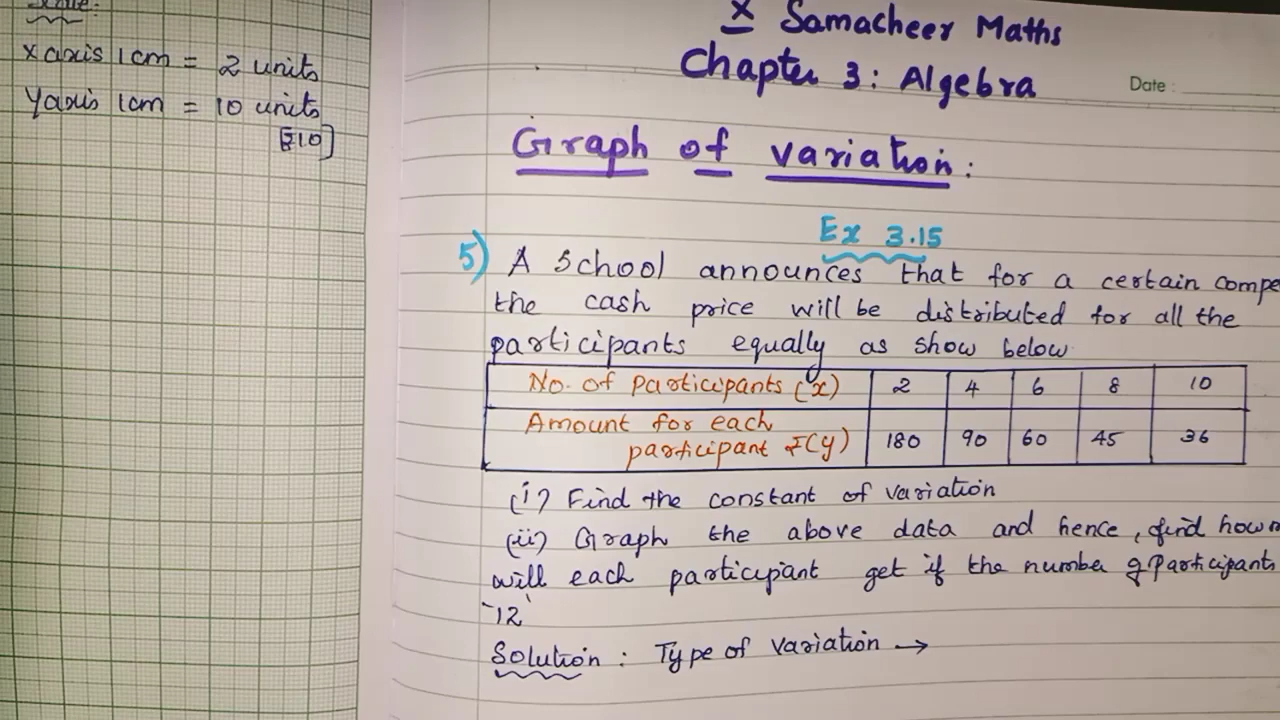 x axis 1cm = 2 units
Y axis 1cm = 10 units
[÷10]
X Samacheer Maths
Chapter 3: Algebra
Date :
Graph of variation:
Ex 3.15
5) A School announces that for a certain compe
the cash price will be distributed for all the
participants equally as show below
No. of Participants (x) 2 4 6 8 10
Amount for each
participant ₹(y) 180 90 60 45 36
(i) Find the constant of variation
(ii) Graph the above data and hence, find how
will each participant get if the number of Participants
'12'
Solution : Type of variation →